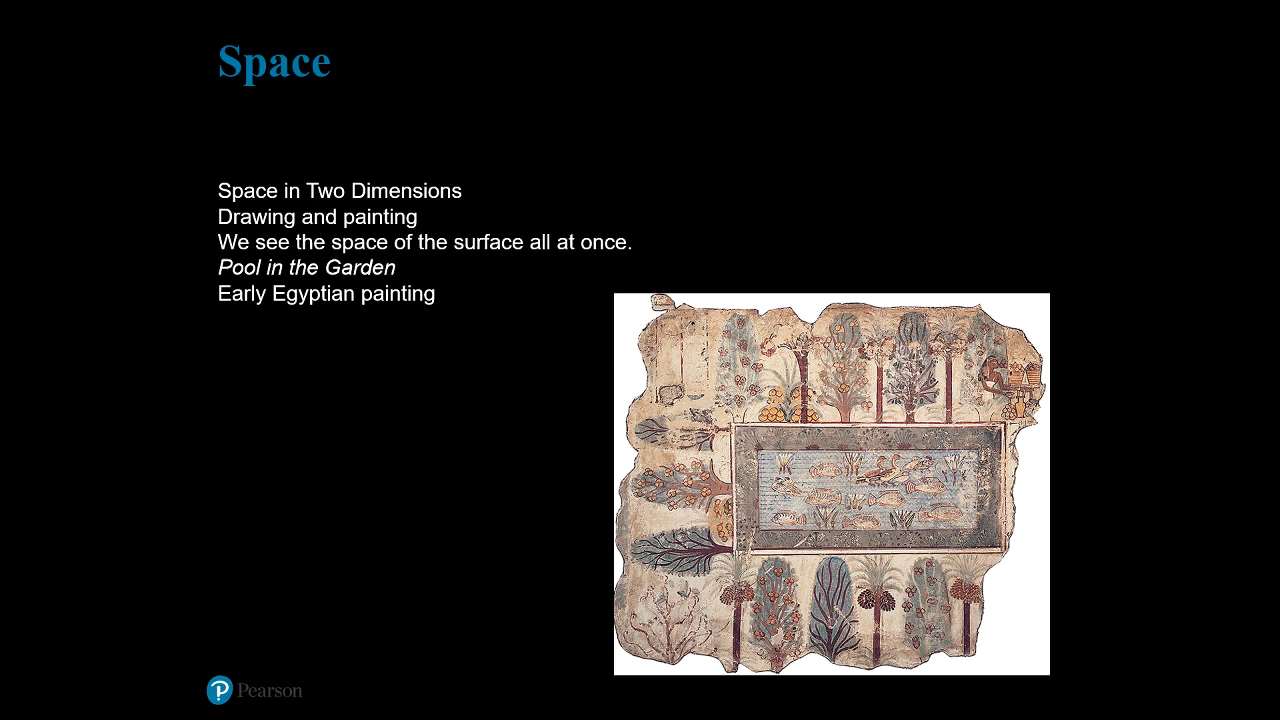 Space
Space in Two Dimensions
Drawing and painting
We see the space of the surface all at once.
Pool in the Garden
Early Egyptian painting
Pearson